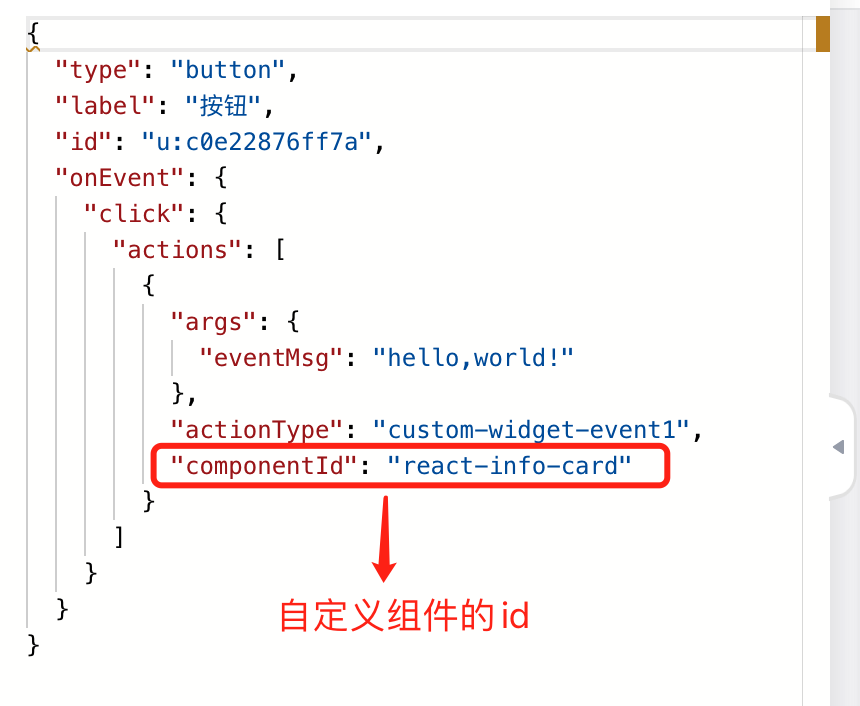 {
"type": "button",
"label": "按钮",
"id": "u:c0e22876ff7a",
"onEvent": {
"click": {
"actions": [
{
"args": {
"eventMsg": "hello,world!"
},
"actionType": "custom-widget-event1",
"componentId": "react-info-card"
}
]
}
}
}
自定义组件的id